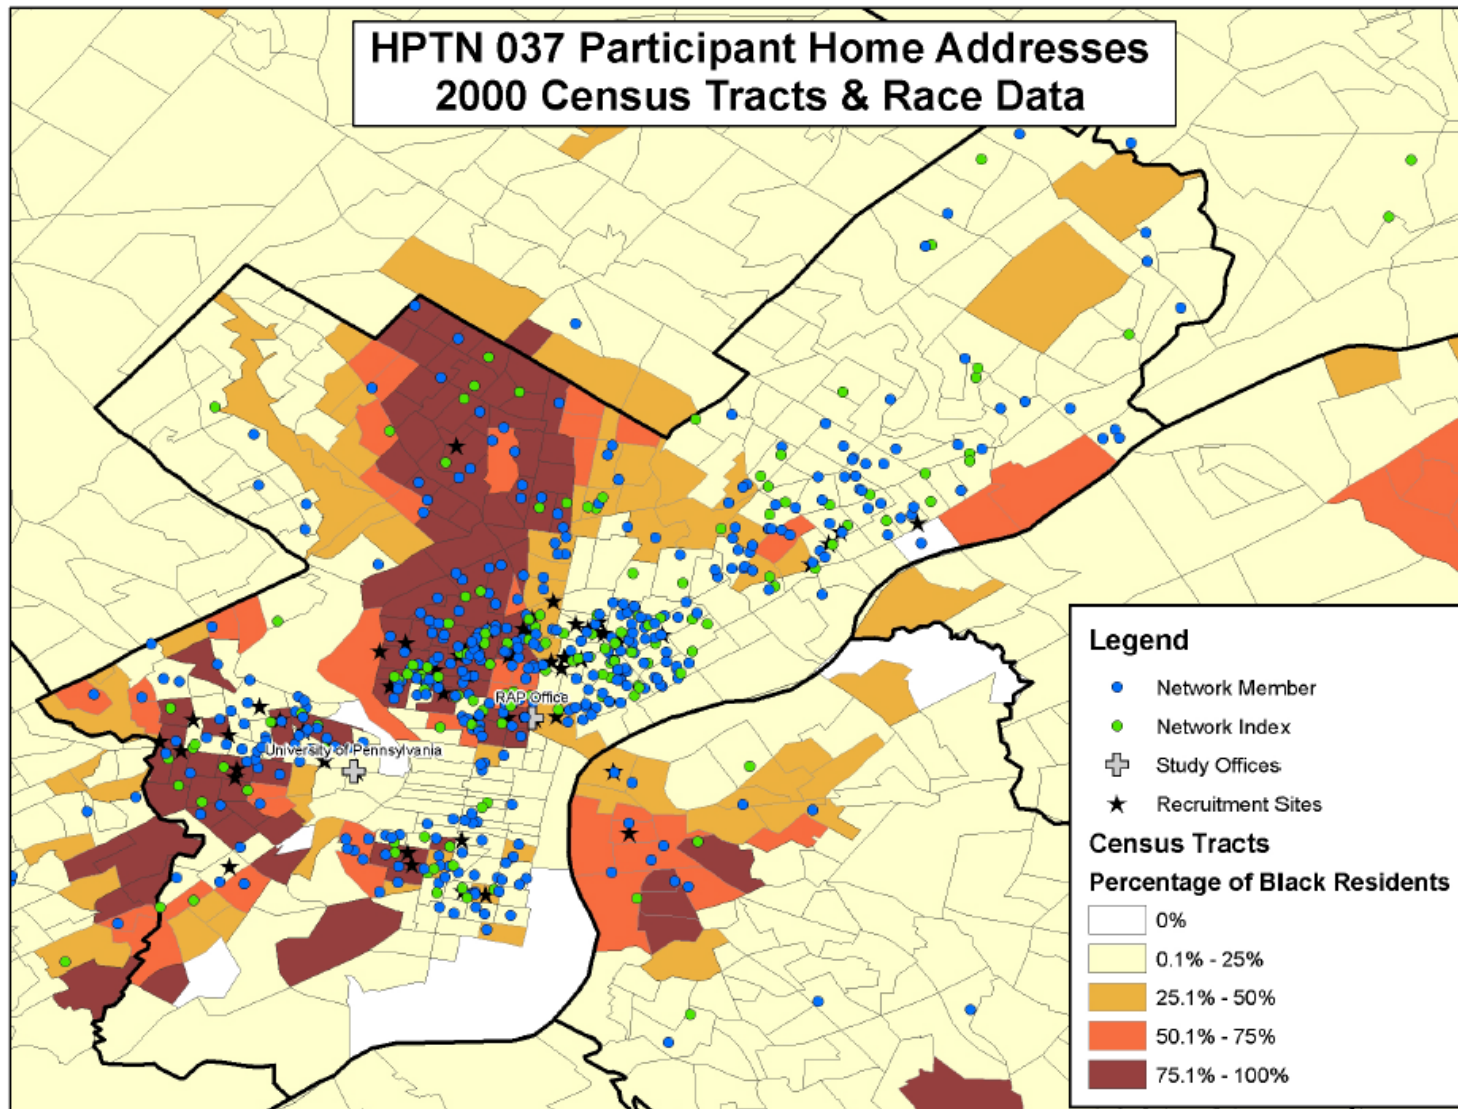 HPTN 037 Participant Home Addresses
2000 Census Tracts & Race Data
RAP Office
University of Pennsylvania
Legend
Network Member
Network Index
Study Offices
Recruitment Sites
Census Tracts
Percentage of Black Residents
0%
0.1% - 25%
25.1% - 50%
50.1% - 75%
75.1% - 100%